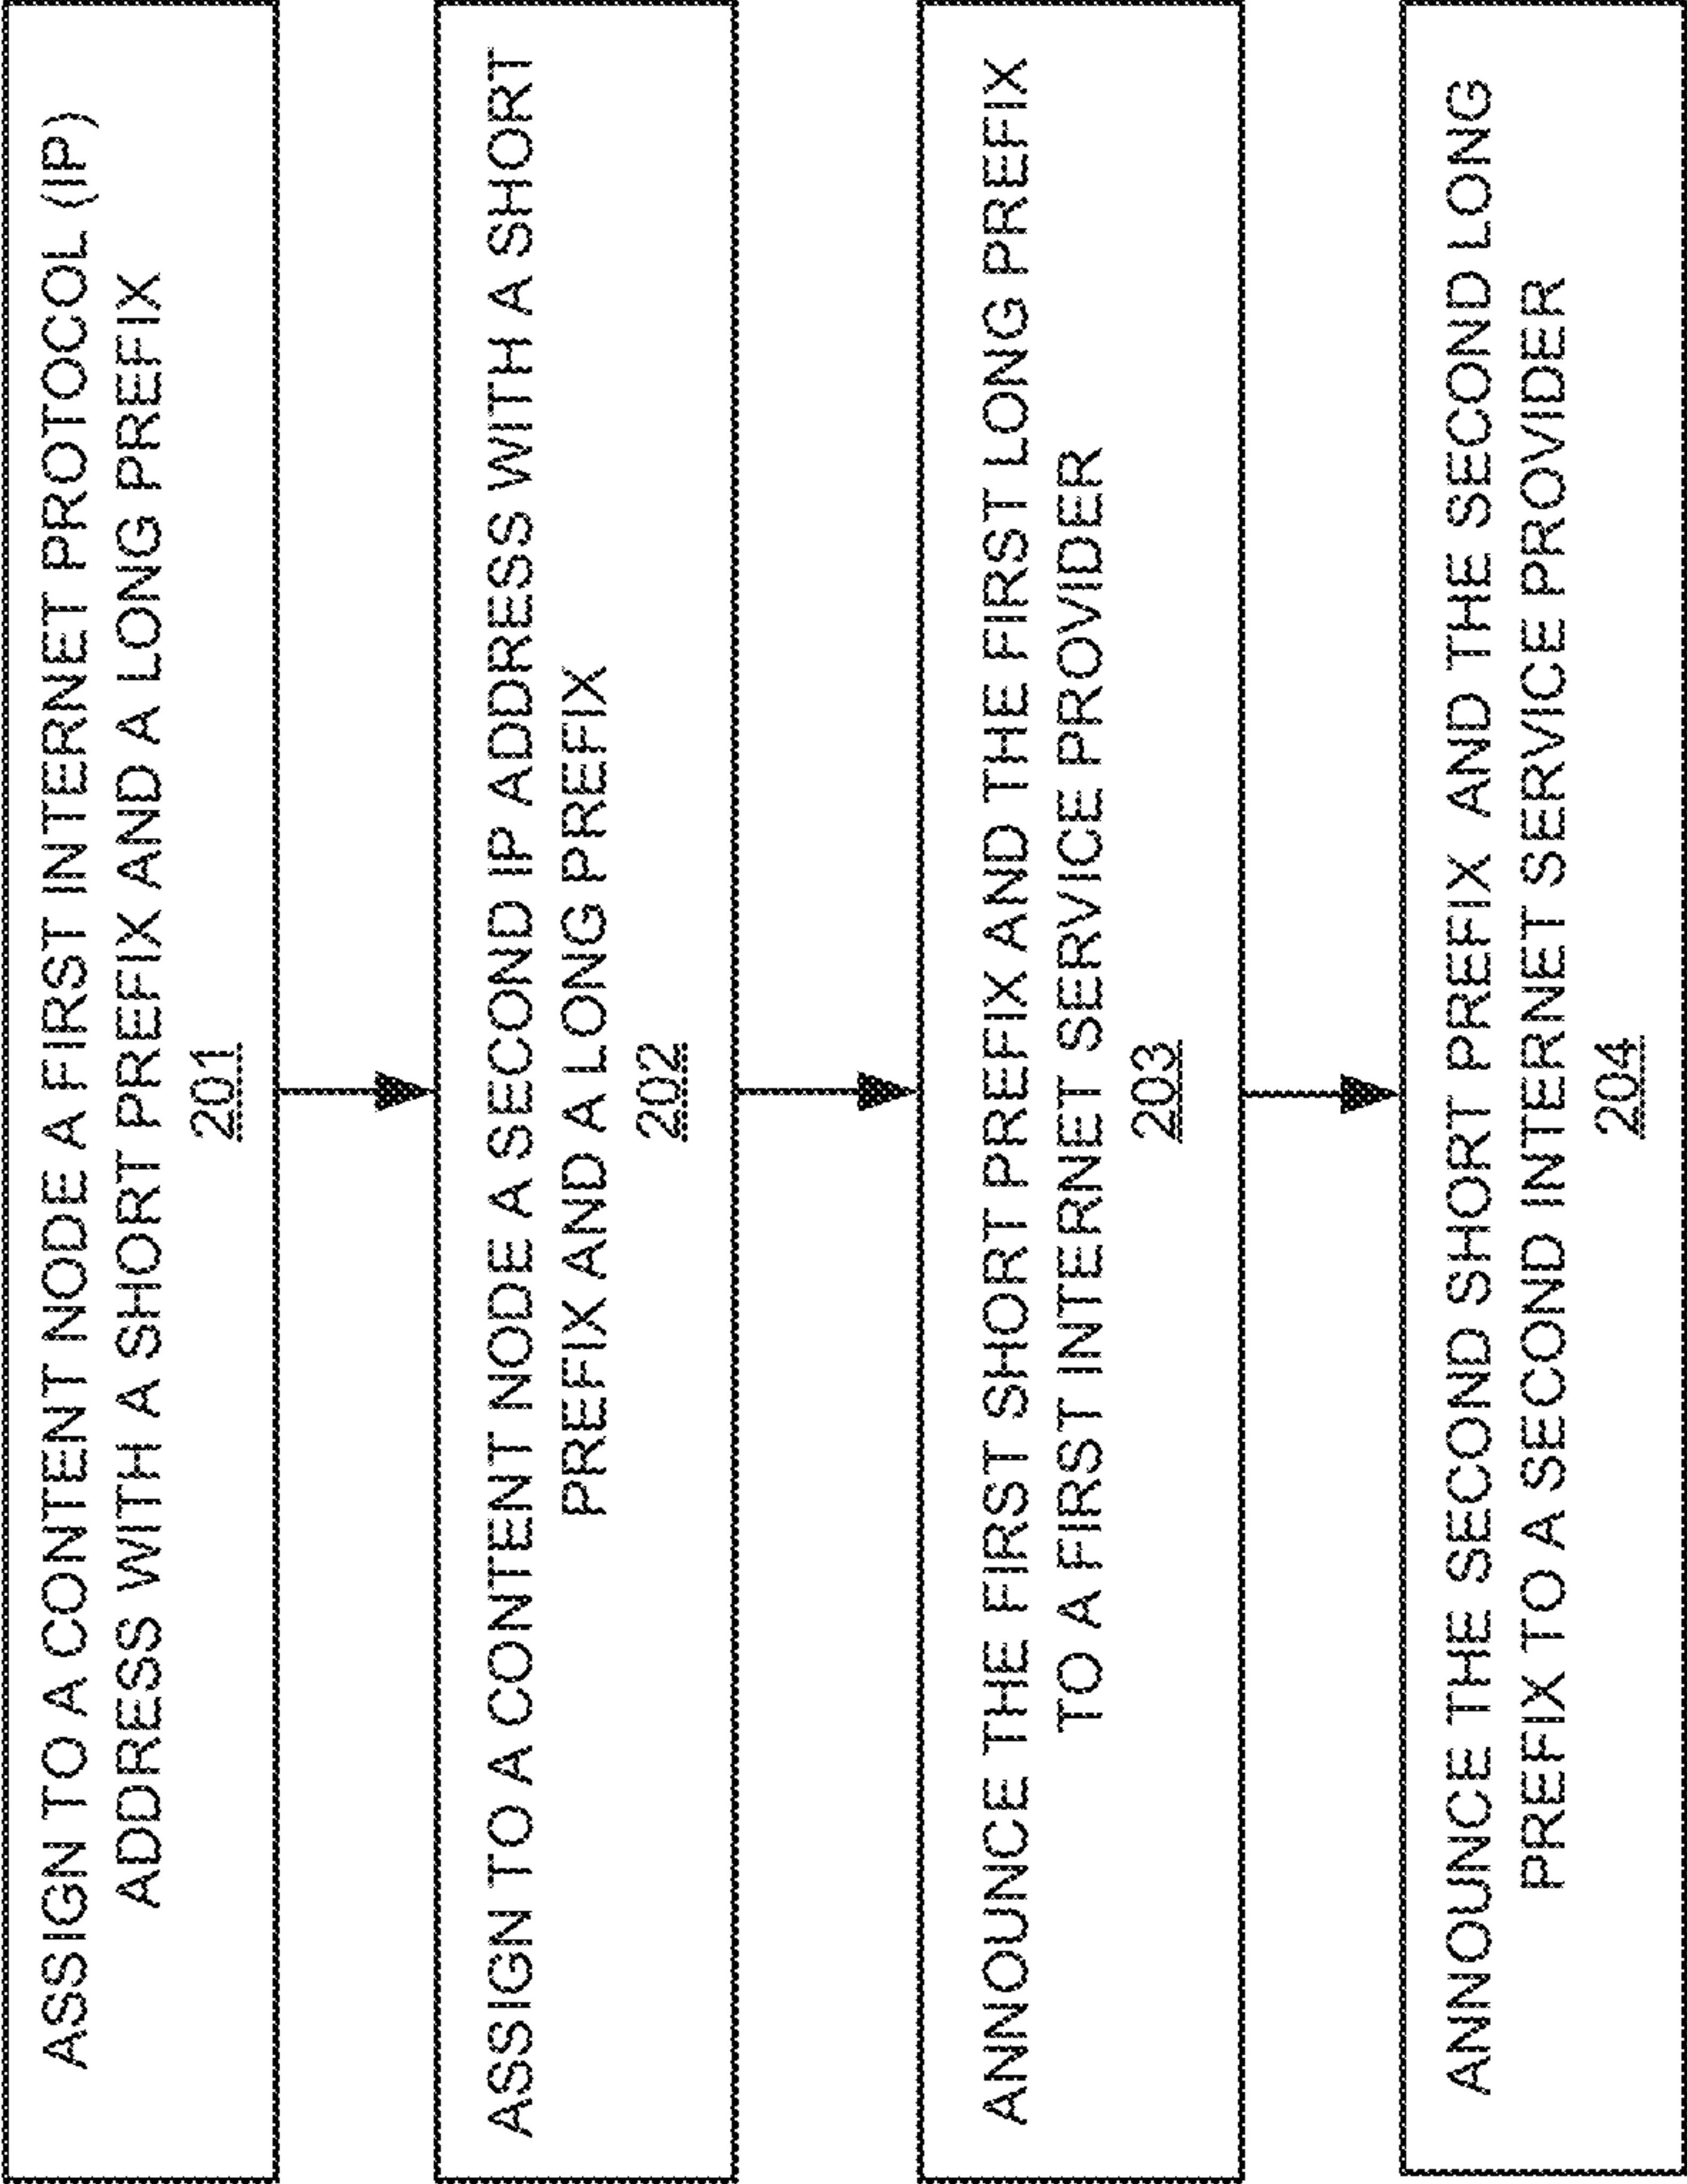 ASSIGN TO A CONTENT NODE A FIRST INTERNET PROTOCOL (IP)
ADDRESS WITH A SHORT PREFIX AND A LONG PREFIX
201
ASSIGN TO A CONTENT NODE A SECOND IP ADDRESS WITH A SHORT
PREFIX AND A LONG PREFIX
202
ANNOUNCE THE FIRST SHORT PREFIX AND THE FIRST LONG PREFIX
TO A FIRST INTERNET SERVICE PROVIDER
203
ANNOUNCE THE SECOND SHORT PREFIX AND THE SECOND LONG
PREFIX TO A SECOND INTERNET SERVICE PROVIDER
204